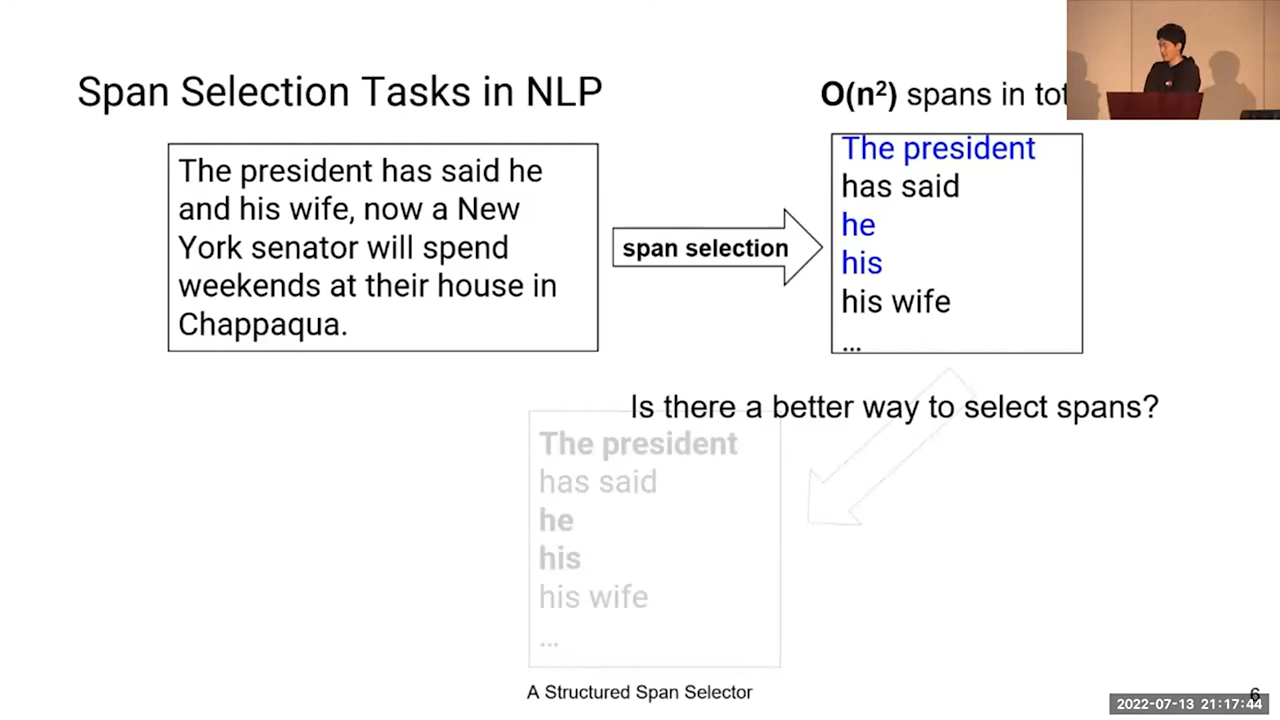 Span Selection Tasks in NLP
O(n²) spans in tot
The president has said he
and his wife, now a New
York senator will spend
weekends at their house in
Chappaqua.
span selection
The president
has said
he
his
his wife
...
Is there a better way to select spans?
The president
has said
he
his
his wife
...
A Structured Span Selector
6
2022-07-13 21:17:44